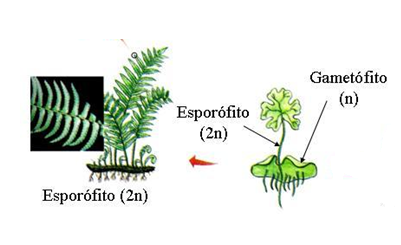 Gametófito
(n)
Esporófito
(2n)
Esporófito (2n)